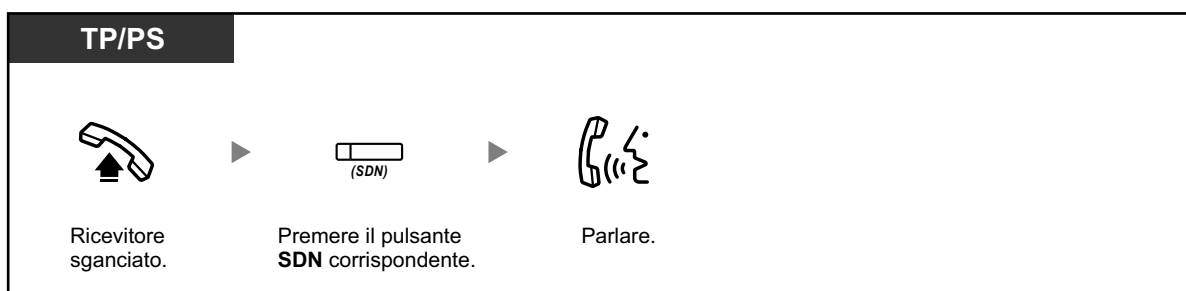 TP/PS
(SDN)
Ricevitore
sganciato.
Premere il pulsante
SDN corrispondente.
Parlare.